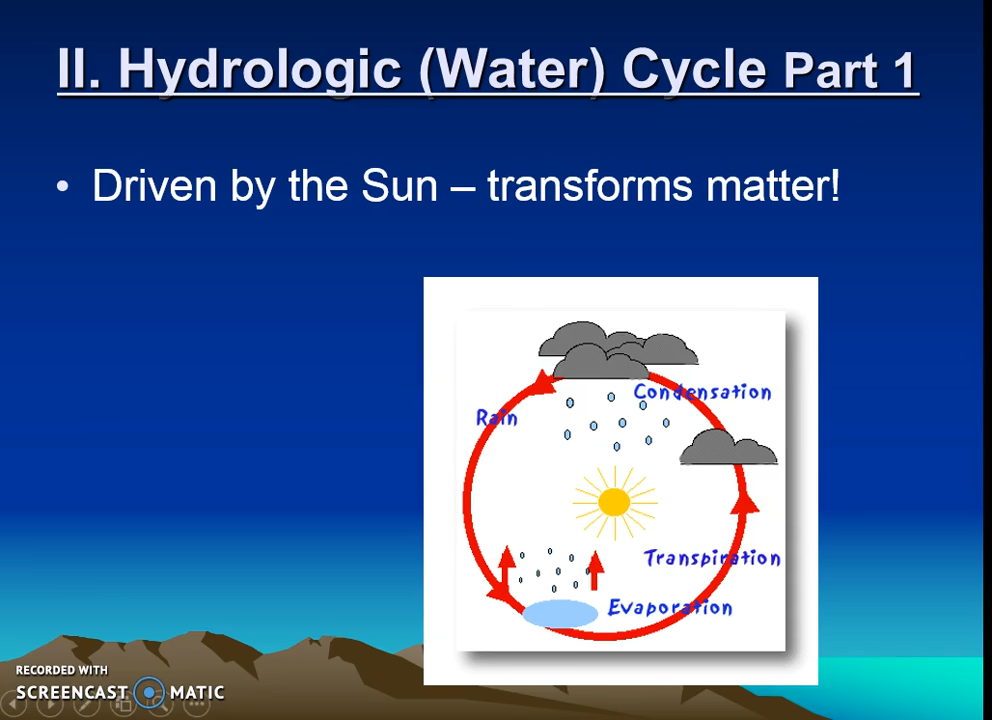 II. Hydrologic (Water) Cycle Part 1
• Driven by the Sun – transforms matter!
Condensation
Rain
Transpiration
Evaporation
RECORDED WITH
SCREENCAST MATIC